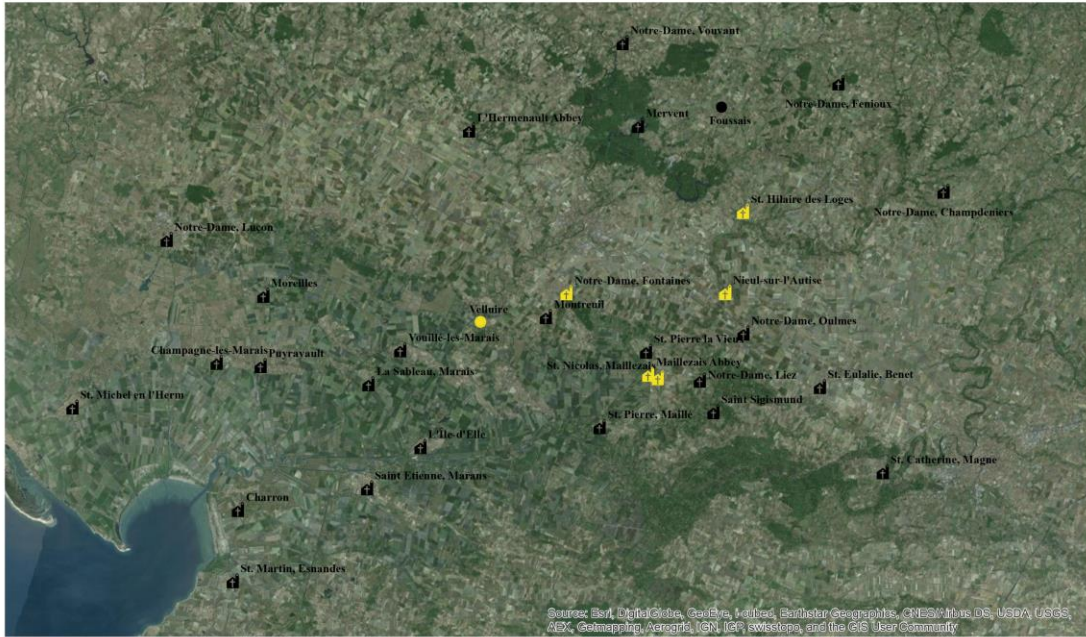 Notre-Dame, Vouvant
Notre-Dame, Fenioux
Foussais
L'Hermenault Abbey
Mervent
St. Hilaire des Loges
Notre-Dame, Champdeniers
Notre-Dame, Luçon
Moreilles
Notre-Dame, Fontaines
Nieul-sur-l'Autise
Velluire
Montreuil
Vouillé-les-Marais
Notre-Dame, Oulmes
St. Pierre la Vieux
Champagne-les-Marais
Puyravault
St. Nicolas, Maillezais
Maillezais Abbey
La Sableau, Marais
Notre-Dame, Liez
St. Eulalie, Benet
St. Michel en l'Herm
Saint Sigismund
St. Pierre, Maillé
L'Île-d'Elle
St. Catherine, Magne
Saint Etienne, Marans
Charron
St. Martin, Esnandes
Source: Esri, DigitalGlobe, GeoEye, i-cubed, Earthstar Geographics, CNES/Airbus DS, USDA, USGS,
AEX, Getmapping, Aerogrid, IGN, IGP, swisstopo, and the GIS User Community